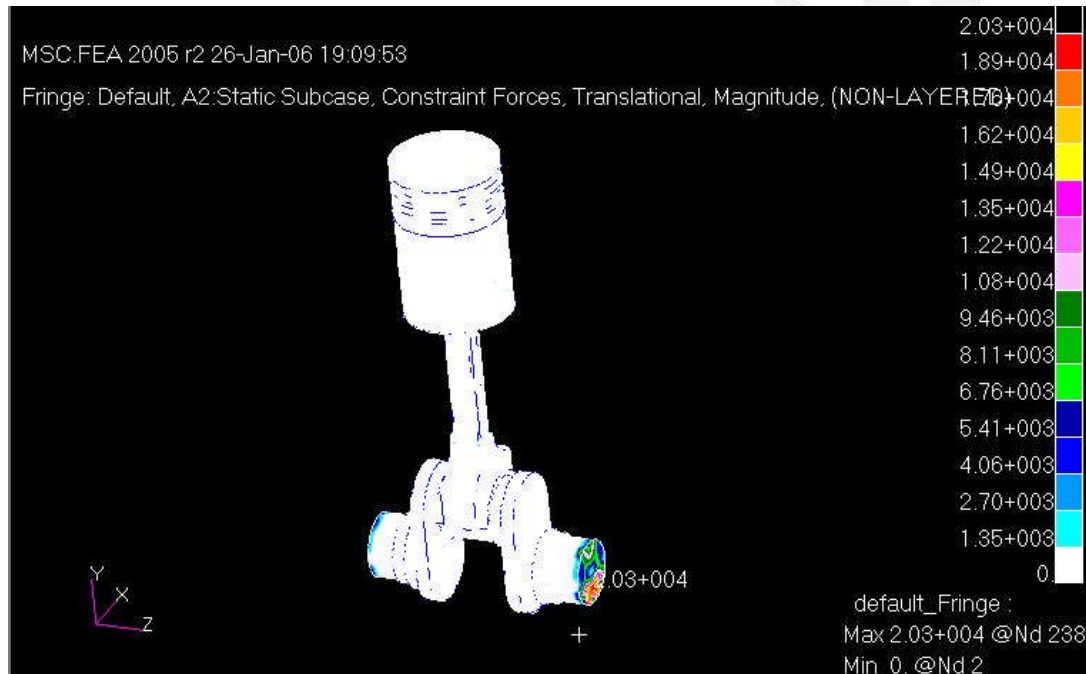 2.03+004
MSC.FEA 2005 r2 26-Jan-06 19:09:53
1.89+004
Fringe: Default, A2:Static Subcase, Constraint Forces, Translational, Magnitude, (NON-LAYERED)
1.76+004
1.62+004
1.49+004
1.35+004
1.22+004
1.08+004
9.46+003
8.11+003
6.76+003
5.41+003
4.06+003
2.70+003
1.35+003
0.
2.03+004
Y
X
Z
default_Fringe :
Max 2.03+004 @Nd 238
Min 0. @Nd 2